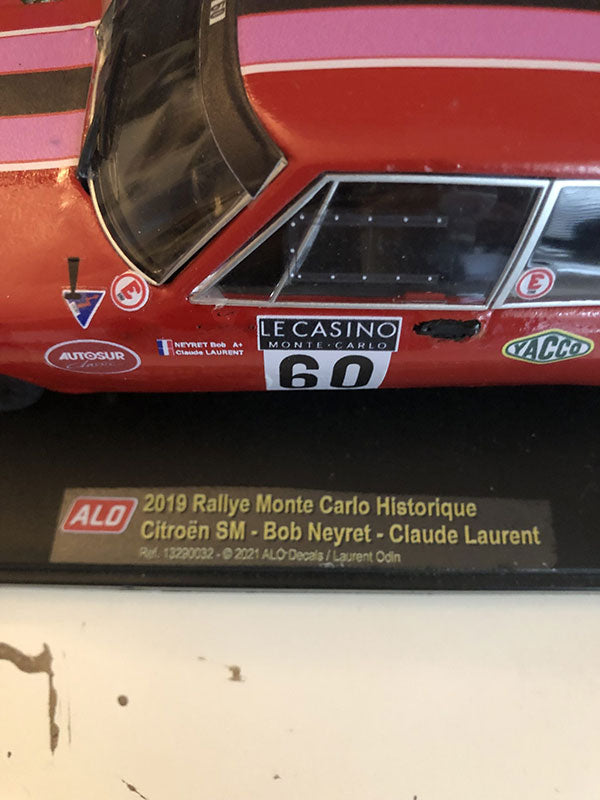 E
AUTOSUR
Classic
NEYRET Bob A+
Claude LAURENT
LE CASINO
MONTE-CARLO
60
E
YACCO
ALO
2019 Rallye Monte Carlo Historique
Citroën SM - Bob Neyret - Claude Laurent
Ref. 13290032 - © 2021 ALO Decals / Laurent Odin